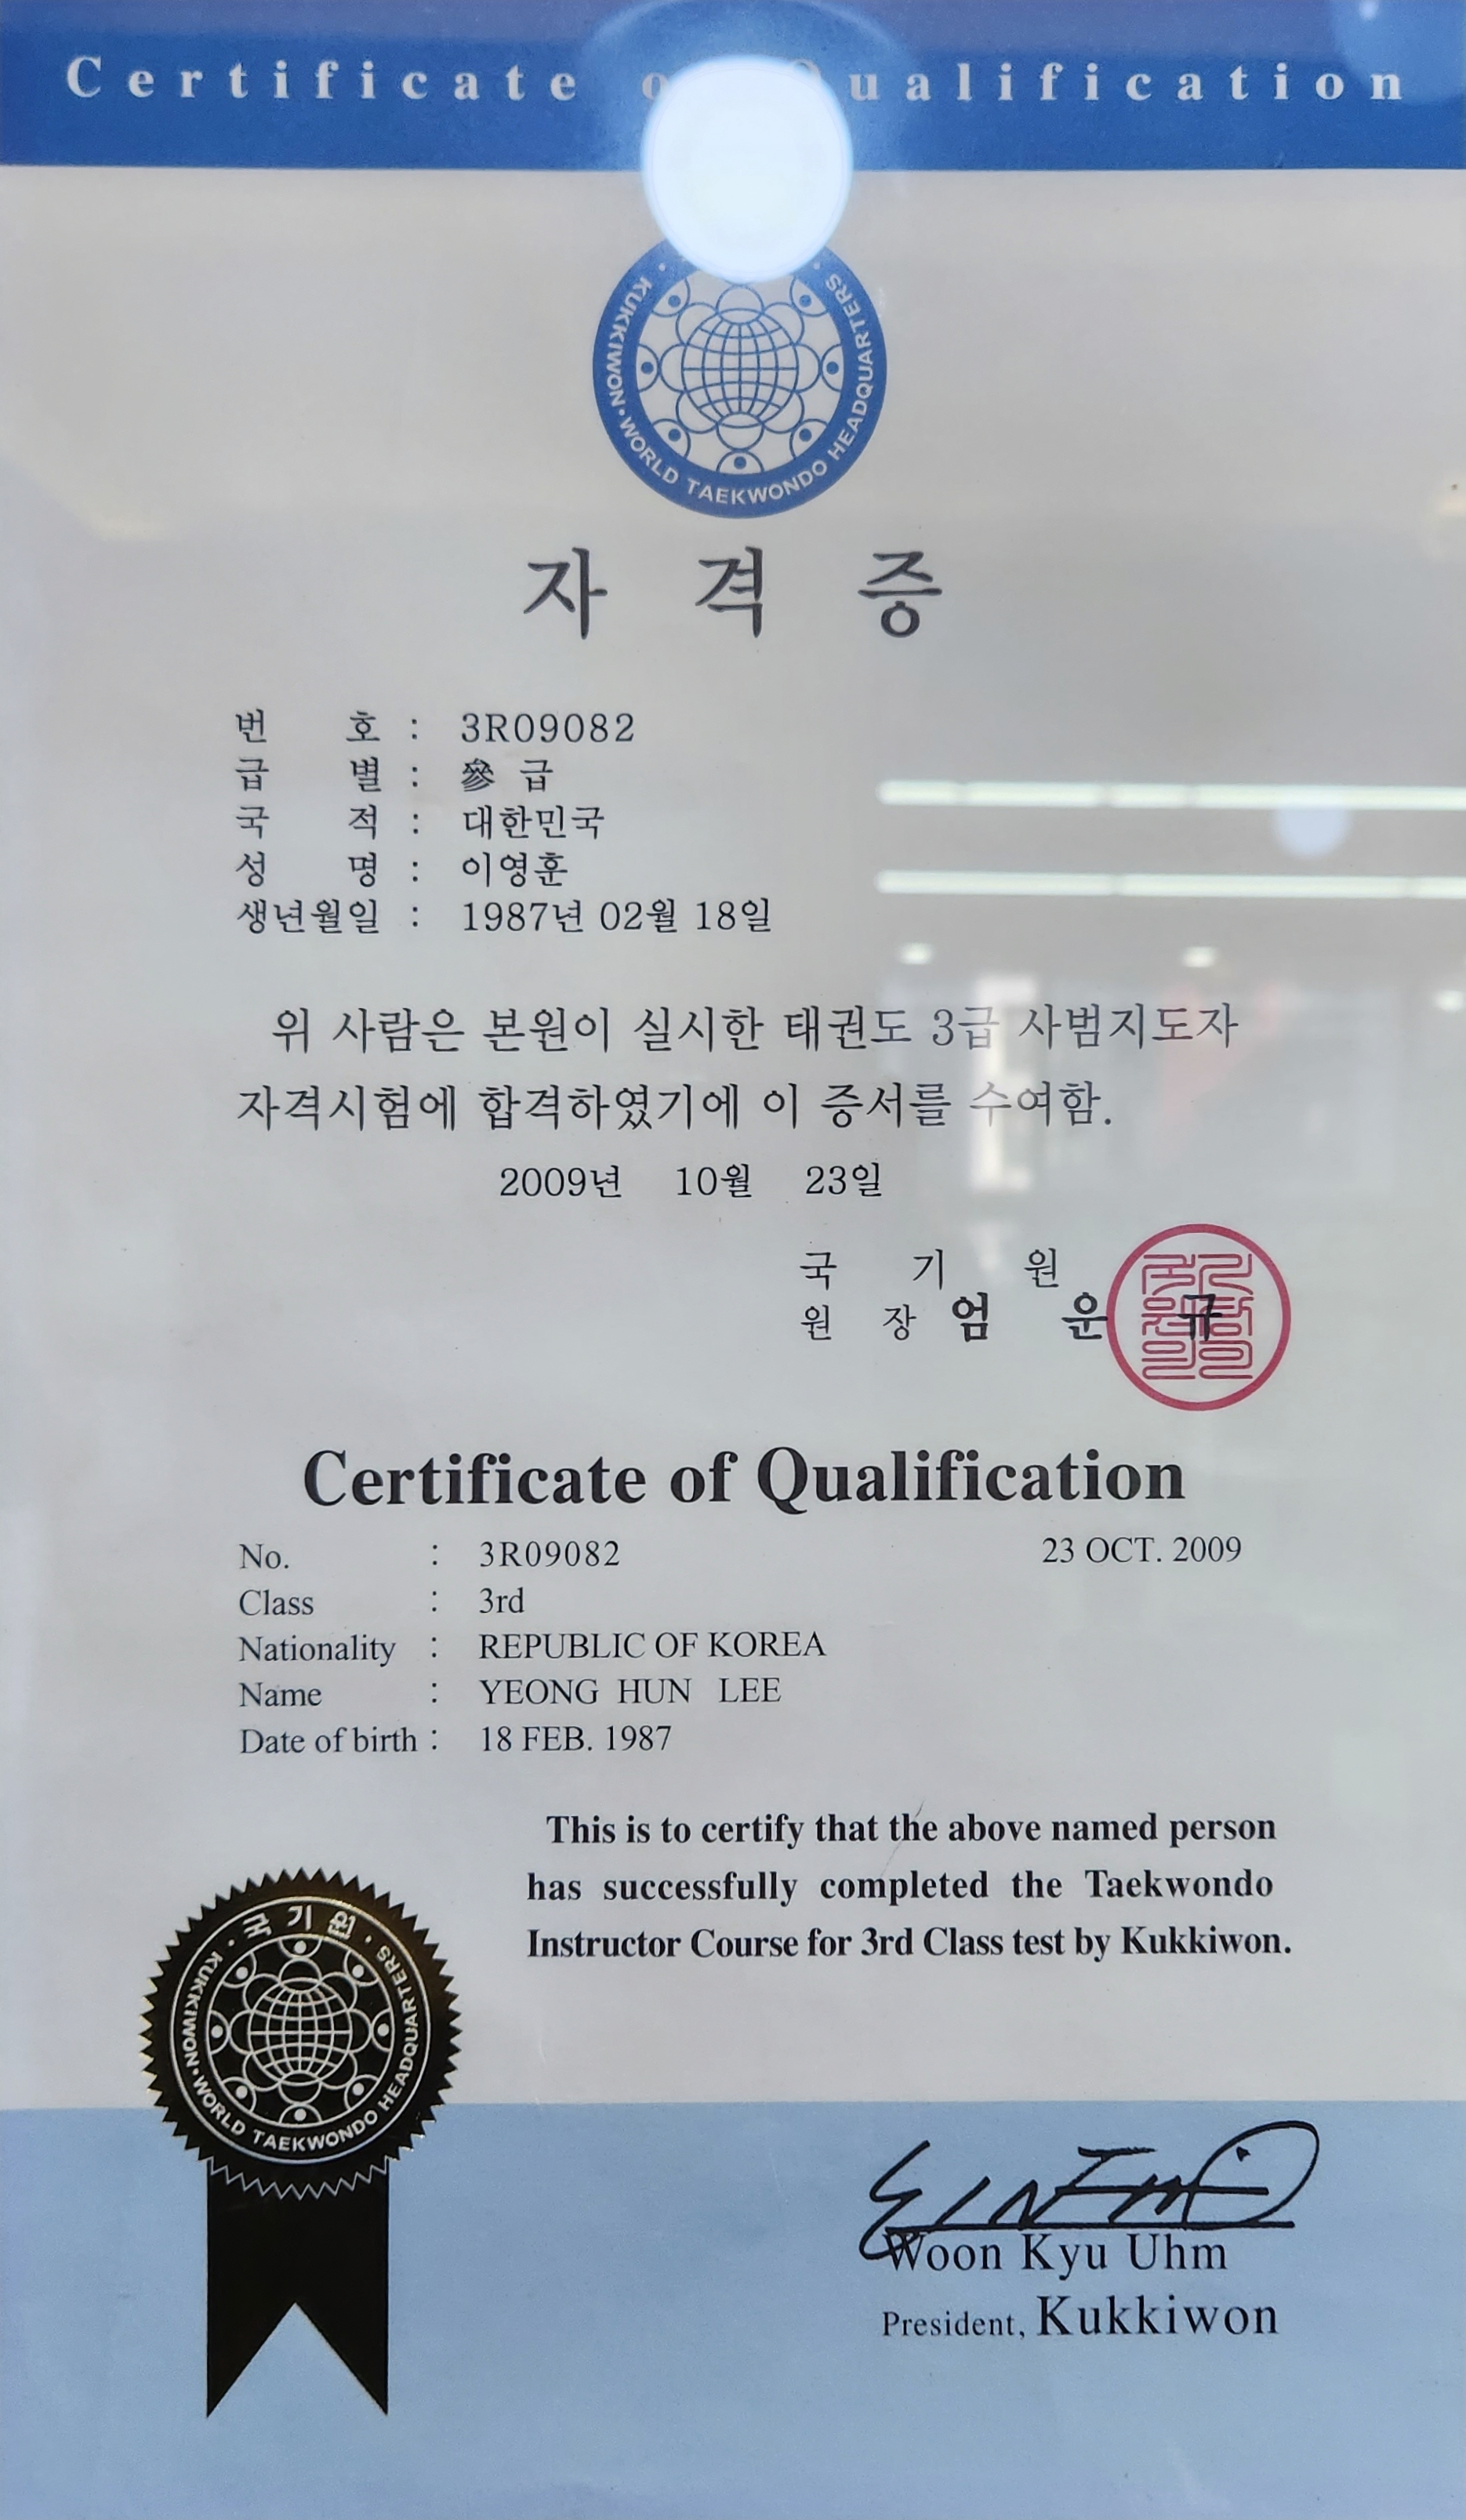 Certificate Qualification
KUKKIWON • WORLD TAEKWONDO HEADQUARTERS
자 격 증
번 호 : 3R09082
급 별 : 參 급
국 적 : 대한민국
성 명 : 이영훈
생년월일 : 1987년 02월 18일
위 사람은 본원이 실시한 태권도 3급 사범지도자
자격시험에 합격하였기에 이 증서를 수여함.
2009년 10월 23일
국 기 원
원 장 엄 운 규
Certificate of Qualification
No. : 3R09082 23 OCT. 2009
Class : 3rd
Nationality : REPUBLIC OF KOREA
Name : YEONG HUN LEE
Date of birth : 18 FEB. 1987
This is to certify that the above named person
has successfully completed the Taekwondo
Instructor Course for 3rd Class test by Kukkiwon.
국기원
KUKKIWON • WORLD TAEKWONDO HEADQUARTERS
Woon Kyu Uhm
President, Kukkiwon